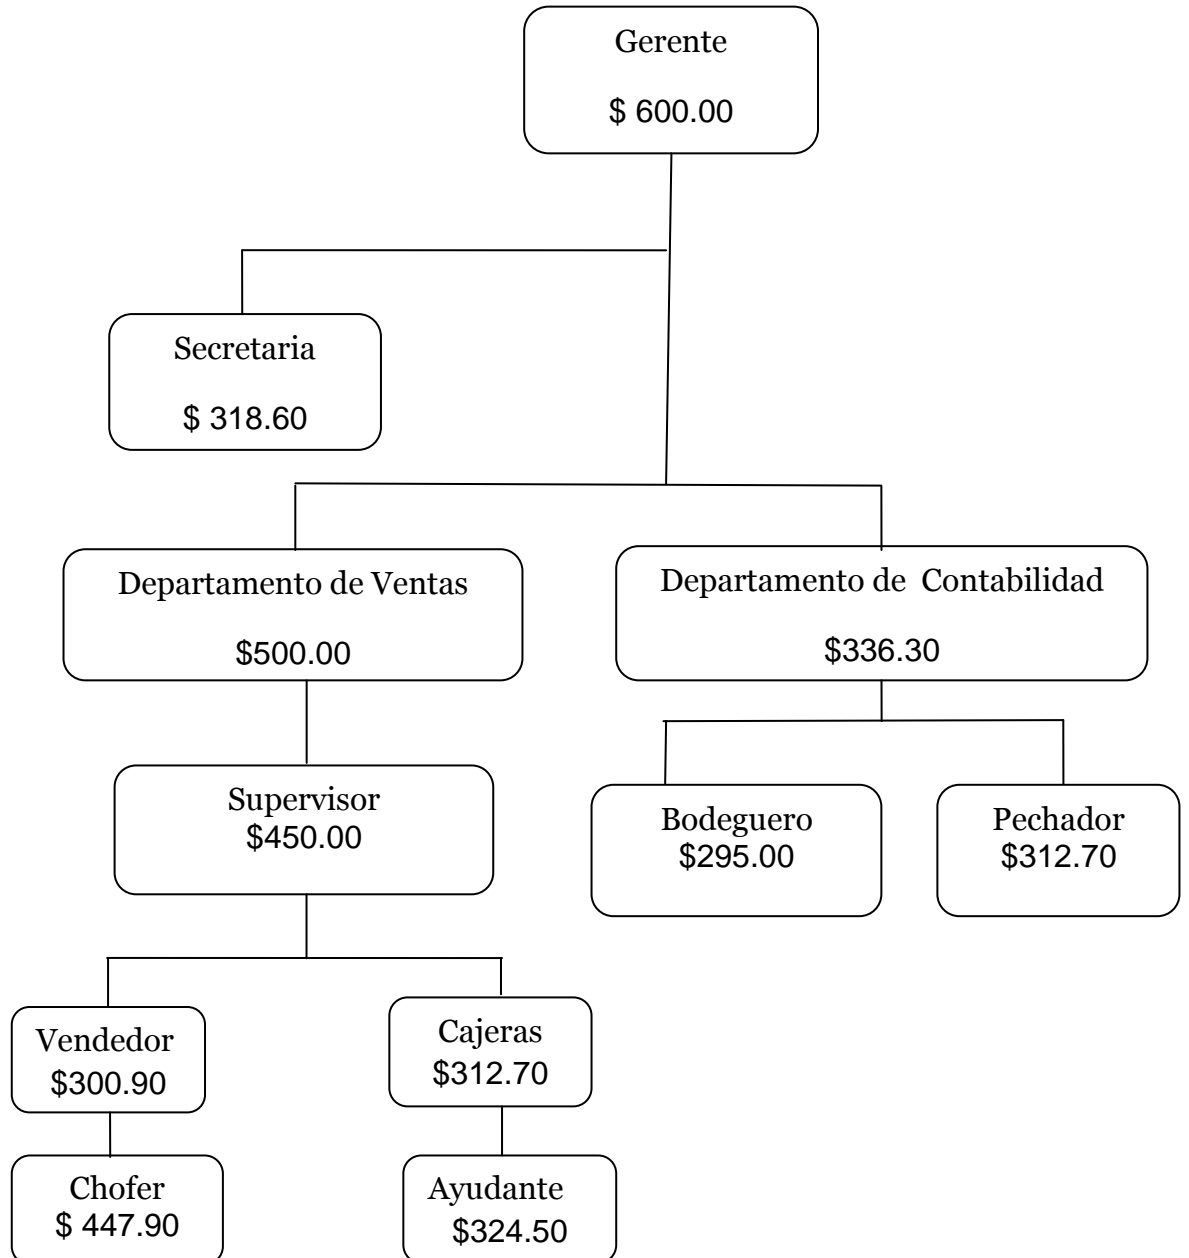 Gerente
$ 600.00
Secretaria
$ 318.60
Departamento de Ventas
$500.00
Departamento de  Contabilidad
$336.30
Supervisor
$450.00
Bodeguero
$295.00
Pechador
$312.70
Vendedor
$300.90
Cajeras
$312.70
Chofer
$ 447.90
Ayudante
$324.50